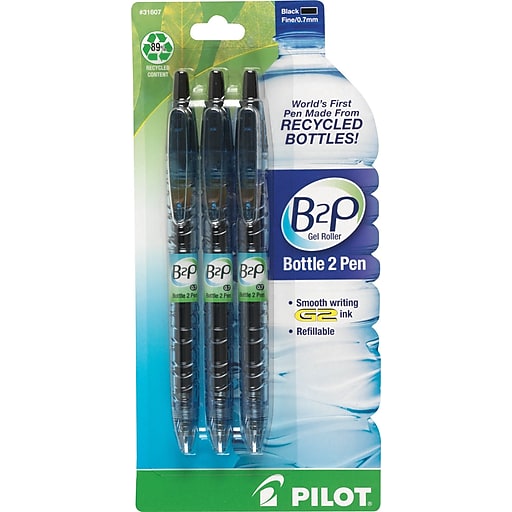 #31607
89%
RECYCLED
CONTENT
Black
Fine/0.7mm
World's First
Pen Made From
RECYCLED
BOTTLES!
B2P
Gel Roller
Bottle 2 Pen
• Smooth writing
G2 ink
• Refillable
B2P
0.7
Bottle 2 Pen
B2P
0.7
Bottle 2 Pen
B2P
0.7
Bottle 2 Pen
PILOT